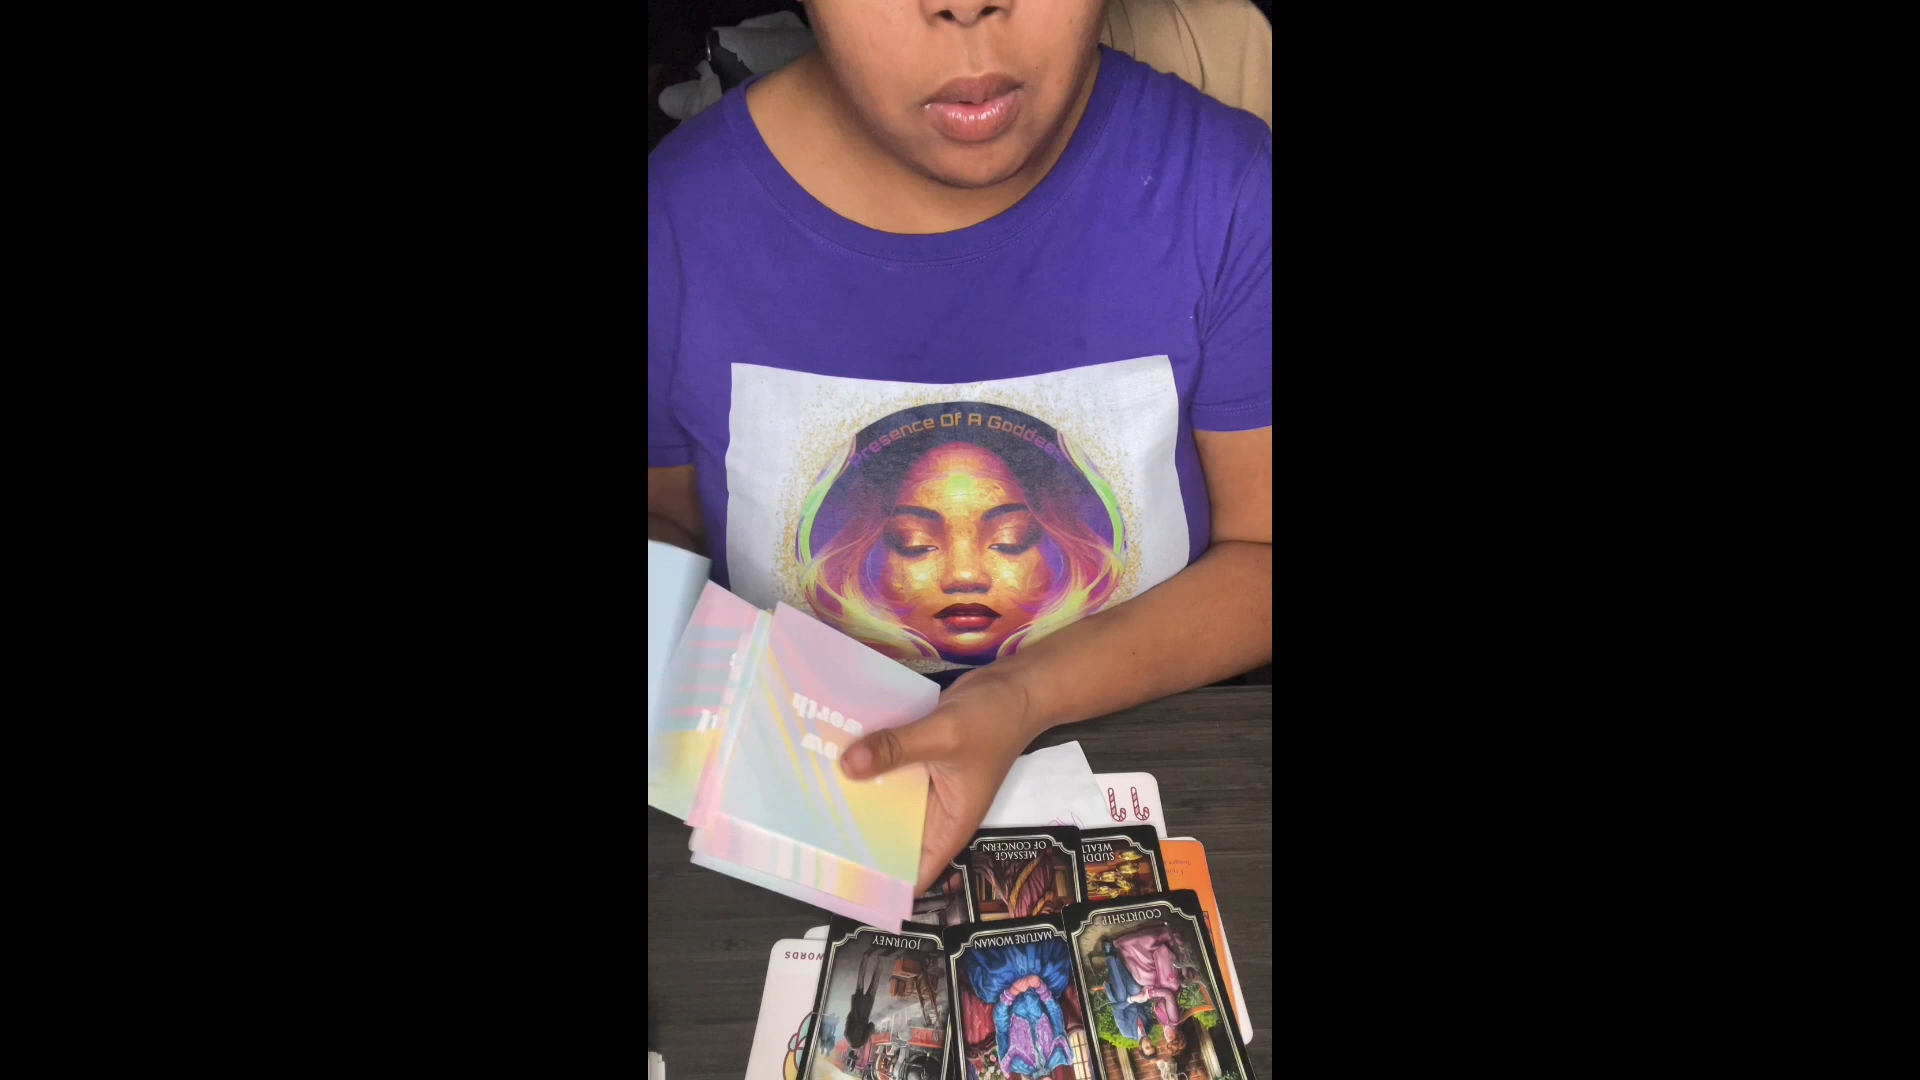 Presence Of A Goddess
worth
MESSAGE
OF CONCERN
COURTSHIP
MATURE WOMAN
JOURNEY
WORDS